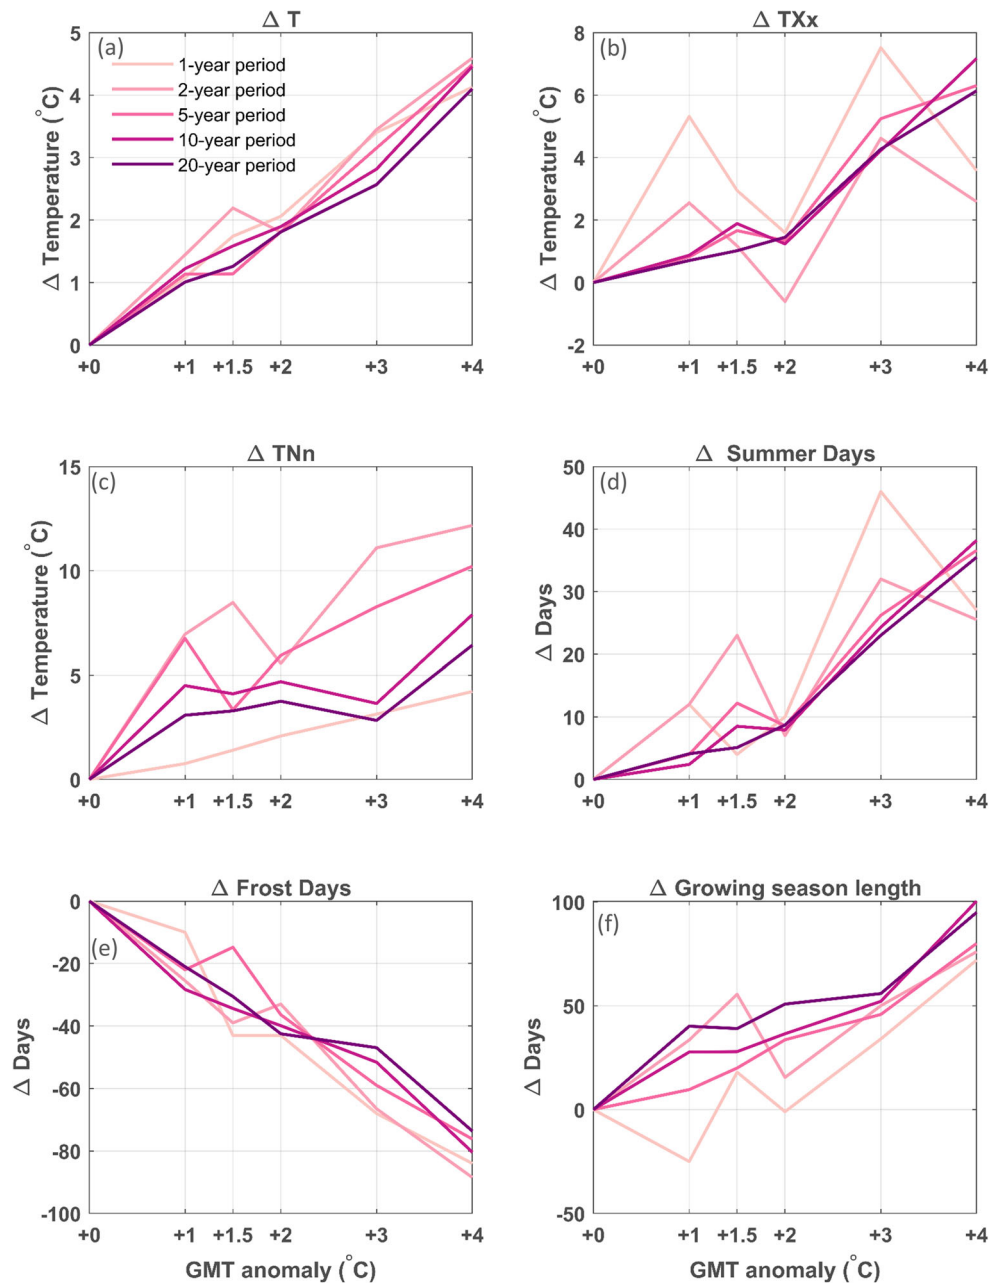 Δ T
(a)
1-year period
2-year period
5-year period
10-year period
20-year period
5
4
3
2
1
0
Δ Temperature (°C)
+0 +1 +1.5 +2 +3 +4
Δ TXx
(b)
8
6
4
2
0
-2
Δ Temperature (°C)
+0 +1 +1.5 +2 +3 +4
Δ TNn
(c)
15
10
5
0
Δ Temperature (°C)
+0 +1 +1.5 +2 +3 +4
Δ Summer Days
(d)
50
40
30
20
10
0
Δ Days
+0 +1 +1.5 +2 +3 +4
Δ Frost Days
(e)
0
-20
-40
-60
-80
-100
Δ Days
+0 +1 +1.5 +2 +3 +4
GMT anomaly (°C)
Δ Growing season length
(f)
100
50
0
-50
Δ Days
+0 +1 +1.5 +2 +3 +4
GMT anomaly (°C)